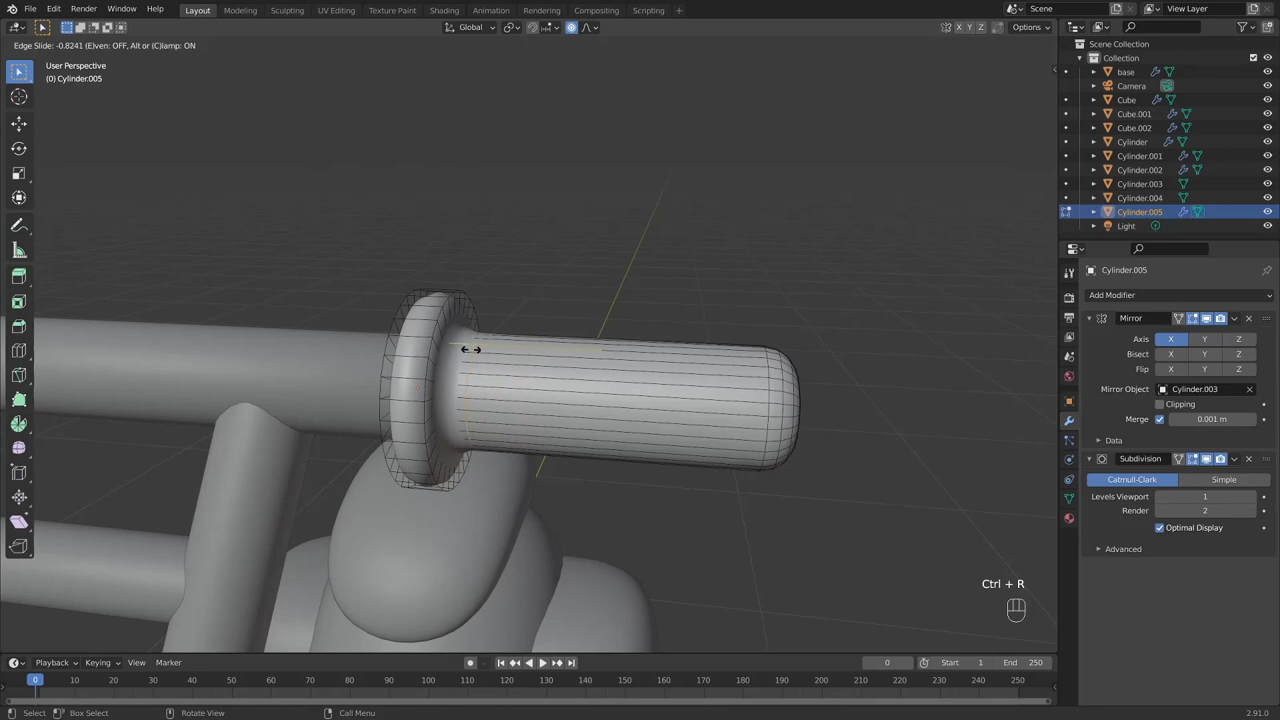 File Edit Render Window Help Layout Modeling Sculpting UV Editing Texture Paint Shading Animation Rendering Compositing Scripting Scene View Layer
Global X Y Z Options
Edge Slide: -0.8241 (E)ven: OFF, Alt or (C)lamp: ON
User Perspective
(0) Cylinder.005
Scene Collection
Collection
base
Camera
Cube
Cube.001
Cube.002
Cylinder
Cylinder.001
Cylinder.002
Cylinder.003
Cylinder.004
Cylinder.005
Light
Cylinder.005
Add Modifier
Mirror
Axis X Y Z
Bisect X Y Z
Flip X Y Z
Mirror Object Cylinder.003
Clipping
Merge 0.001 m
Data
Subdivision
Catmull-Clark Simple
Levels Viewport 1
Render 2
Optimal Display
Advanced
Ctrl + R
Playback Keying View Marker 0 Start 1 End 250
0 10 20 30 40 50 60 70 80 90 100 110 120 130 140 150 160 170 180 190 200 210 220 230 240 250
Select Box Select Rotate View Call Menu 2.91.0